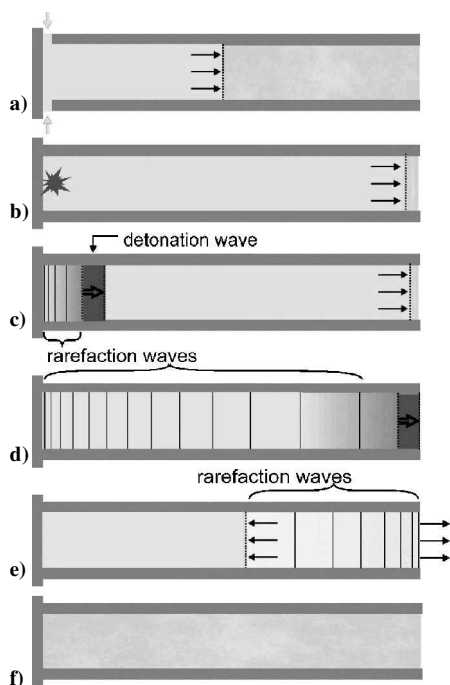 a)
b)
detonation wave
c)
rarefaction waves
d)
rarefaction waves
e)
f)